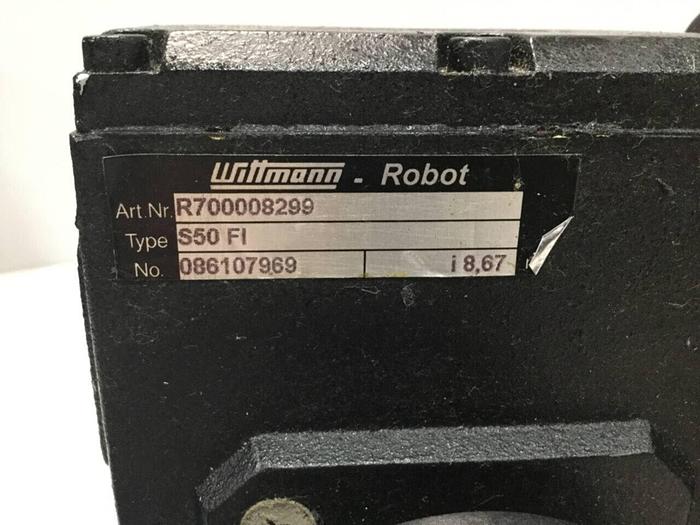 Wittmann - Robot
Art.Nr. R700008299
Type S50 FI
No. 086107969 i 8,67